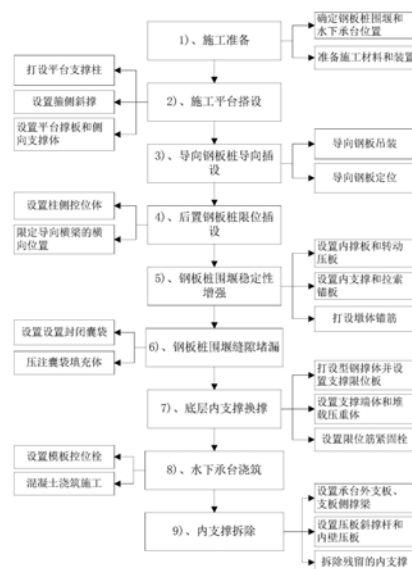 1)、施工准备
确定钢板桩围堰和
水下承台位置
准备施工材料和装置
2)、施工平台搭设
打设平台支撑柱
设置箍侧斜撑
设置平台撑板和侧
向支撑体
3)、导向钢板桩导向插
设
导向钢板吊装
导向钢板定位
4)、后置钢板桩限位插
设
设置柱侧控位体
限定导向横梁的横
向位置
5)、钢板桩围堰稳定性
增强
设置内撑板和转动
压板
设置内支撑和拉索
锚板
打设墩体锚筋
6)、钢板桩围堰缝隙堵漏
设置设置封闭囊袋
压注囊袋填充体
7)、底层内支撑换撑
打设型钢撑体并设
置支撑限位板
设置支撑墙体和堆
载压重体
设置限位筋紧固栓
8)、水下承台浇筑
设置模板控位栓
混凝土浇筑施工
9)、内支撑拆除
设置承台外支板、
支板侧撑梁
设置压板斜撑杆和
内壁压板
拆除残留的内支撑